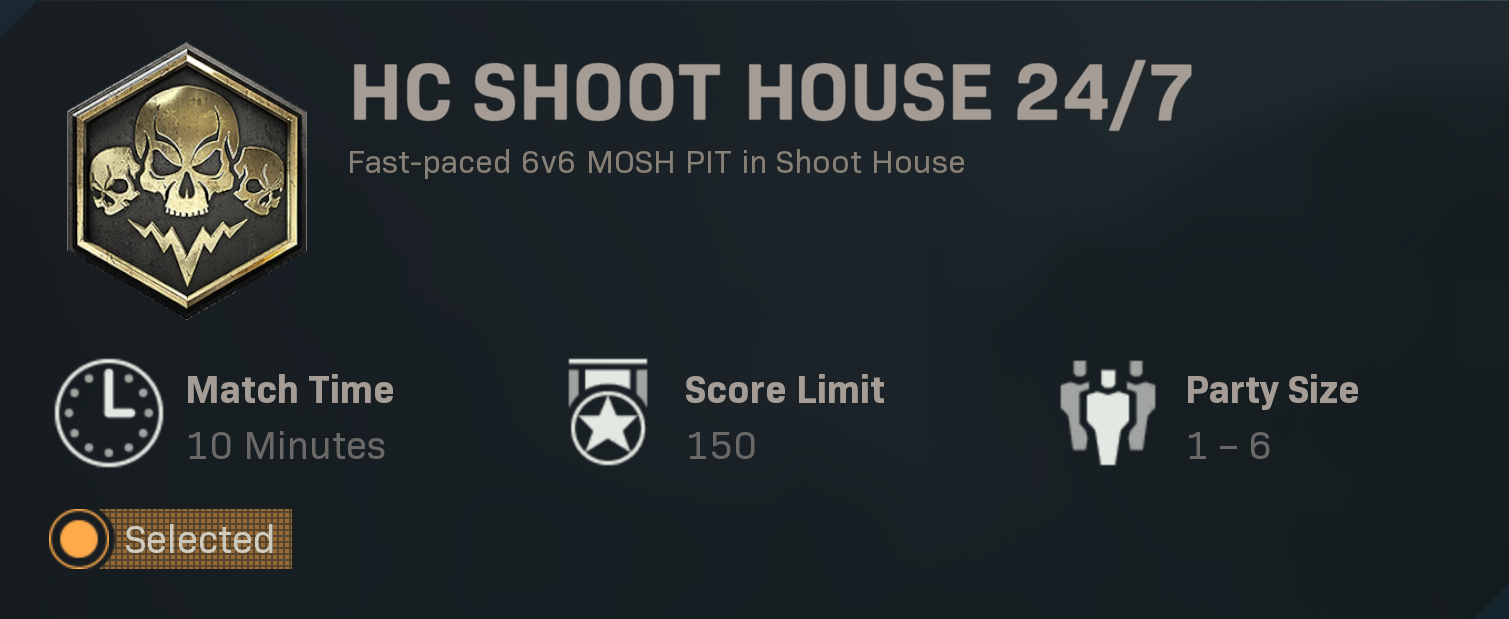 HC SHOOT HOUSE 24/7
Fast-paced 6v6 MOSH PIT in Shoot House
Match Time
10 Minutes
Score Limit
150
Party Size
1 – 6
Selected